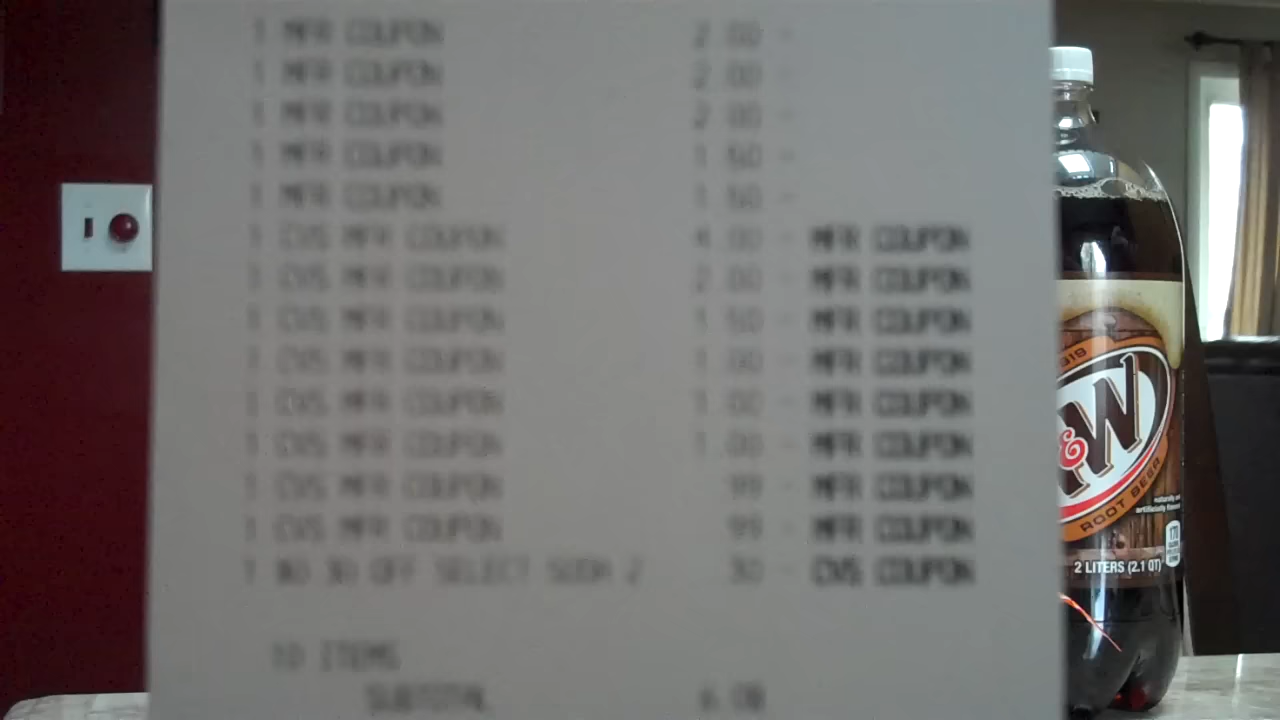 1 MFR COUPON 2.00 -
1 MFR COUPON 2.00 -
1 MFR COUPON 2.00 -
1 MFR COUPON 1.50 -
1 MFR COUPON 1.50 -
1 CVS MFR COUPON 4.00 - MFR COUPON
1 CVS MFR COUPON 2.00 - MFR COUPON
1 CVS MFR COUPON 1.50 - MFR COUPON
1 CVS MFR COUPON 1.00 - MFR COUPON
1 CVS MFR COUPON 1.00 - MFR COUPON
1 CVS MFR COUPON 1.00 - MFR COUPON
1 CVS MFR COUPON .99 - MFR COUPON
1 CVS MFR COUPON .99 - MFR COUPON
1 OFF SELECT SODA 2 .30 - CVS COUPON
10 ITEMS
SUBTOTAL
&W
ROOT BEER
2 LITERS (2.1 QT)